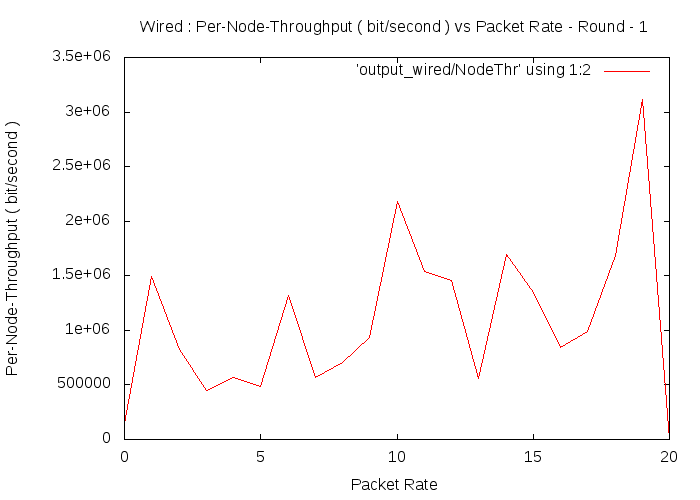 Wired : Per-Node-Throughput ( bit/second ) vs Packet Rate - Round - 1
3.5e+06
'output_wired/NodeThr' using 1:2
3e+06
2.5e+06
2e+06
1.5e+06
1e+06
500000
0
Per-Node-Throughput ( bit/second )
0 5 10 15 20
Packet Rate